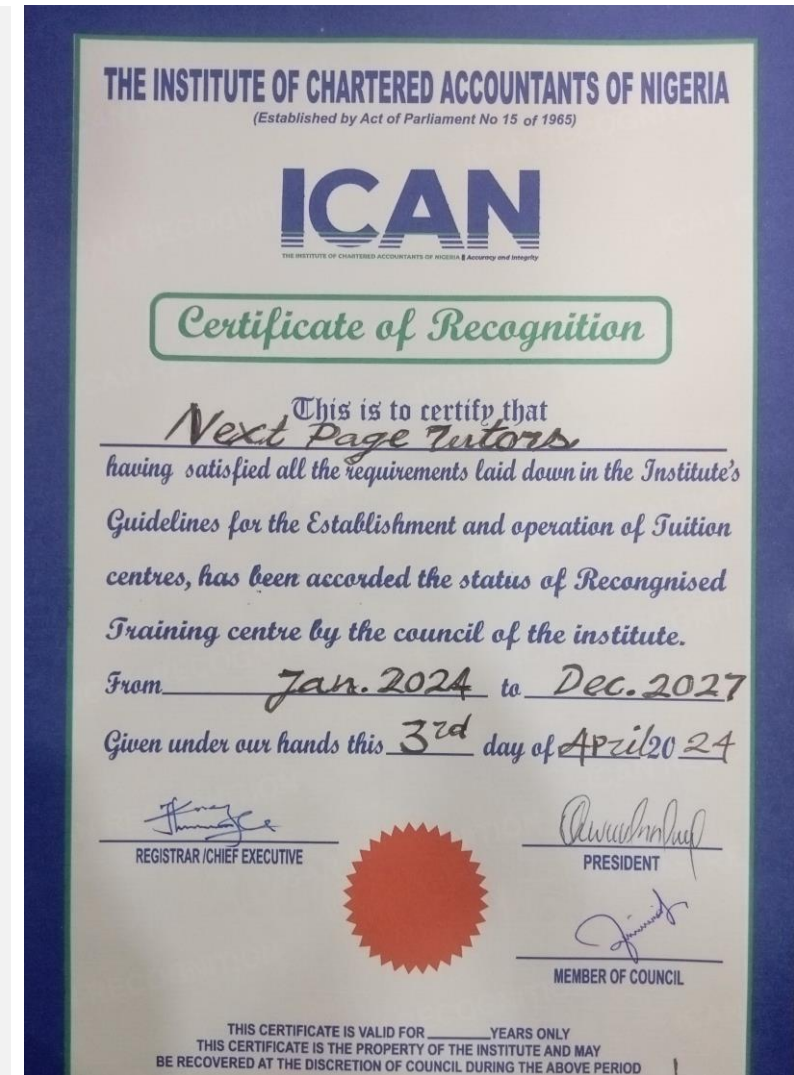 THE INSTITUTE OF CHARTERED ACCOUNTANTS OF NIGERIA
(Established by Act of Parliament No 15 of 1965)
ICAN
THE INSTITUTE OF CHARTERED ACCOUNTANTS OF NIGERIA Accuracy and Integrity
Certificate of Recognition
This is to certify that
Next Page Tutors
having satisfied all the requirements laid down in the Institute's
Guidelines for the Establishment and operation of Tuition
centres, has been accorded the status of Recongnised
Training centre by the council of the institute.
From Jan. 2024 to Dec. 2027
Given under our hands this 3rd day of April 20 24
REGISTRAR /CHIEF EXECUTIVE
PRESIDENT
MEMBER OF COUNCIL
THIS CERTIFICATE IS VALID FOR ______ YEARS ONLY
THIS CERTIFICATE IS THE PROPERTY OF THE INSTITUTE AND MAY
BE RECOVERED AT THE DISCRETION OF COUNCIL DURING THE ABOVE PERIOD